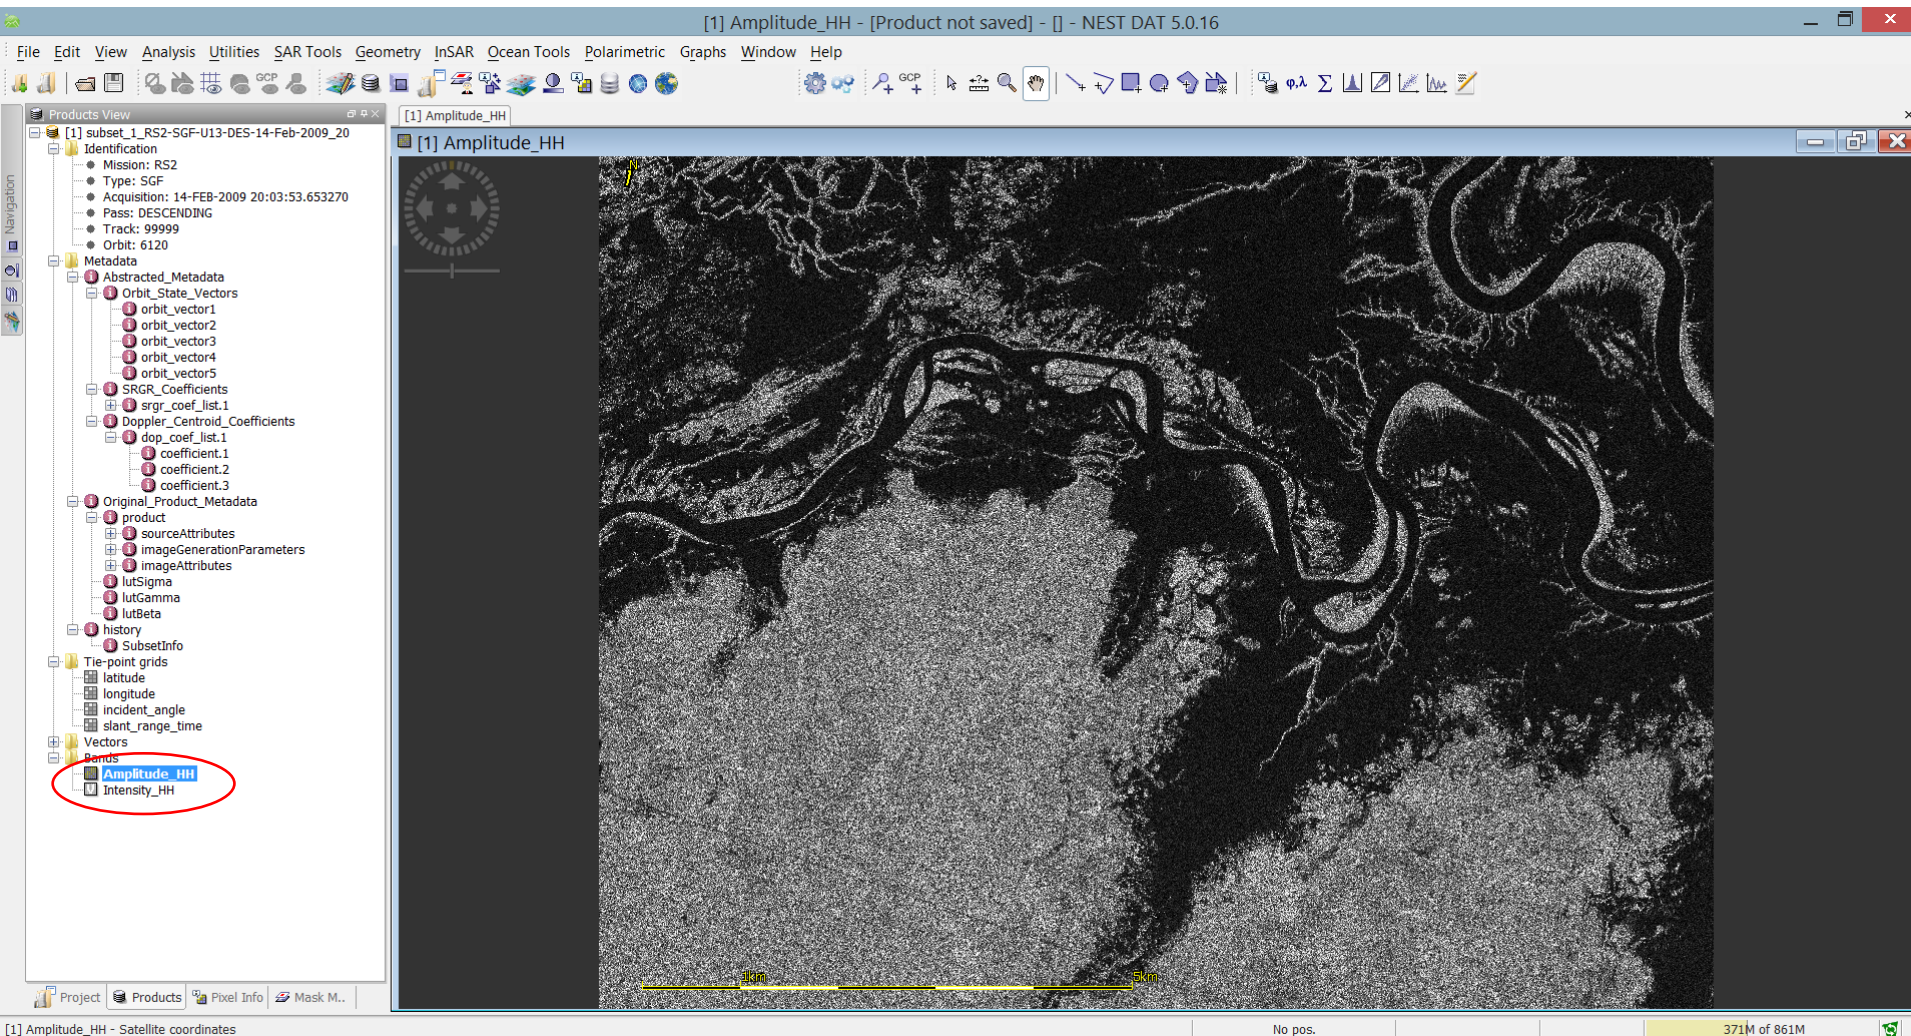 [1] Amplitude_HH - [Product not saved] - [] - NEST DAT 5.0.16
File Edit View Analysis Utilities SAR Tools Geometry InSAR Ocean Tools Polarimetric Graphs Window Help
GCP GCP φ,λ Σ
Navigation
Products View
[1] subset_1_RS2-SGF-U13-DES-14-Feb-2009_20
Identification
Mission: RS2
Type: SGF
Acquisition: 14-FEB-2009 20:03:53.653270
Pass: DESCENDING
Track: 99999
Orbit: 6120
Metadata
Abstracted_Metadata
Orbit_State_Vectors
orbit_vector1
orbit_vector2
orbit_vector3
orbit_vector4
orbit_vector5
SRGR_Coefficients
srgr_coef_list.1
Doppler_Centroid_Coefficients
dop_coef_list.1
coefficient.1
coefficient.2
coefficient.3
Original_Product_Metadata
product
sourceAttributes
imageGenerationParameters
imageAttributes
lutSigma
lutGamma
lutBeta
history
SubsetInfo
Tie-point grids
latitude
longitude
incident_angle
slant_range_time
Vectors
Bands
Amplitude_HH
Intensity_HH
Project Products Pixel Info Mask M..
[1] Amplitude_HH
[1] Amplitude_HH
N
1km 5km
[1] Amplitude_HH - Satellite coordinates No pos. 371M of 861M